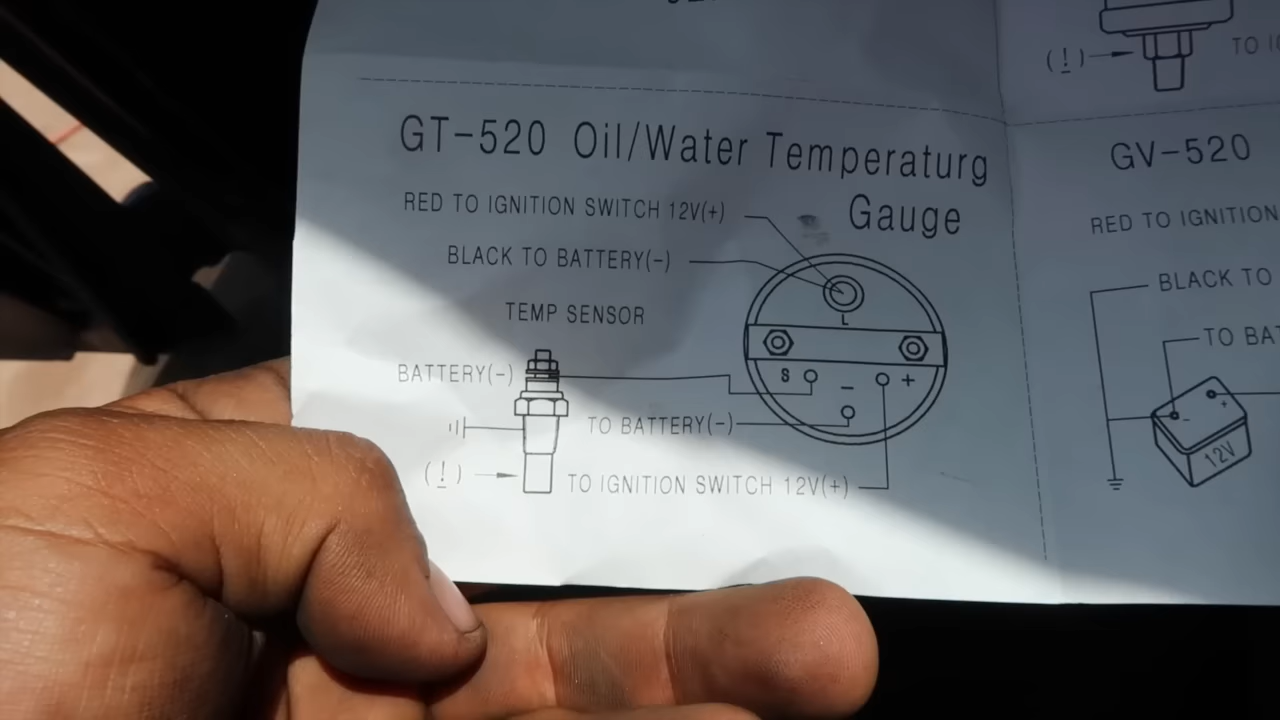 GT-520 Oil/Water Temperaturg
Gauge
RED TO IGNITION SWITCH 12V(+)
BLACK TO BATTERY(-)
L
TEMP SENSOR
BATTERY(-)
S - +
TO BATTERY(-)
(!)
TO IGNITION SWITCH 12V(+)
(!)
TO
GV-520
RED TO IGNITION
BLACK TO
TO
- +
12V